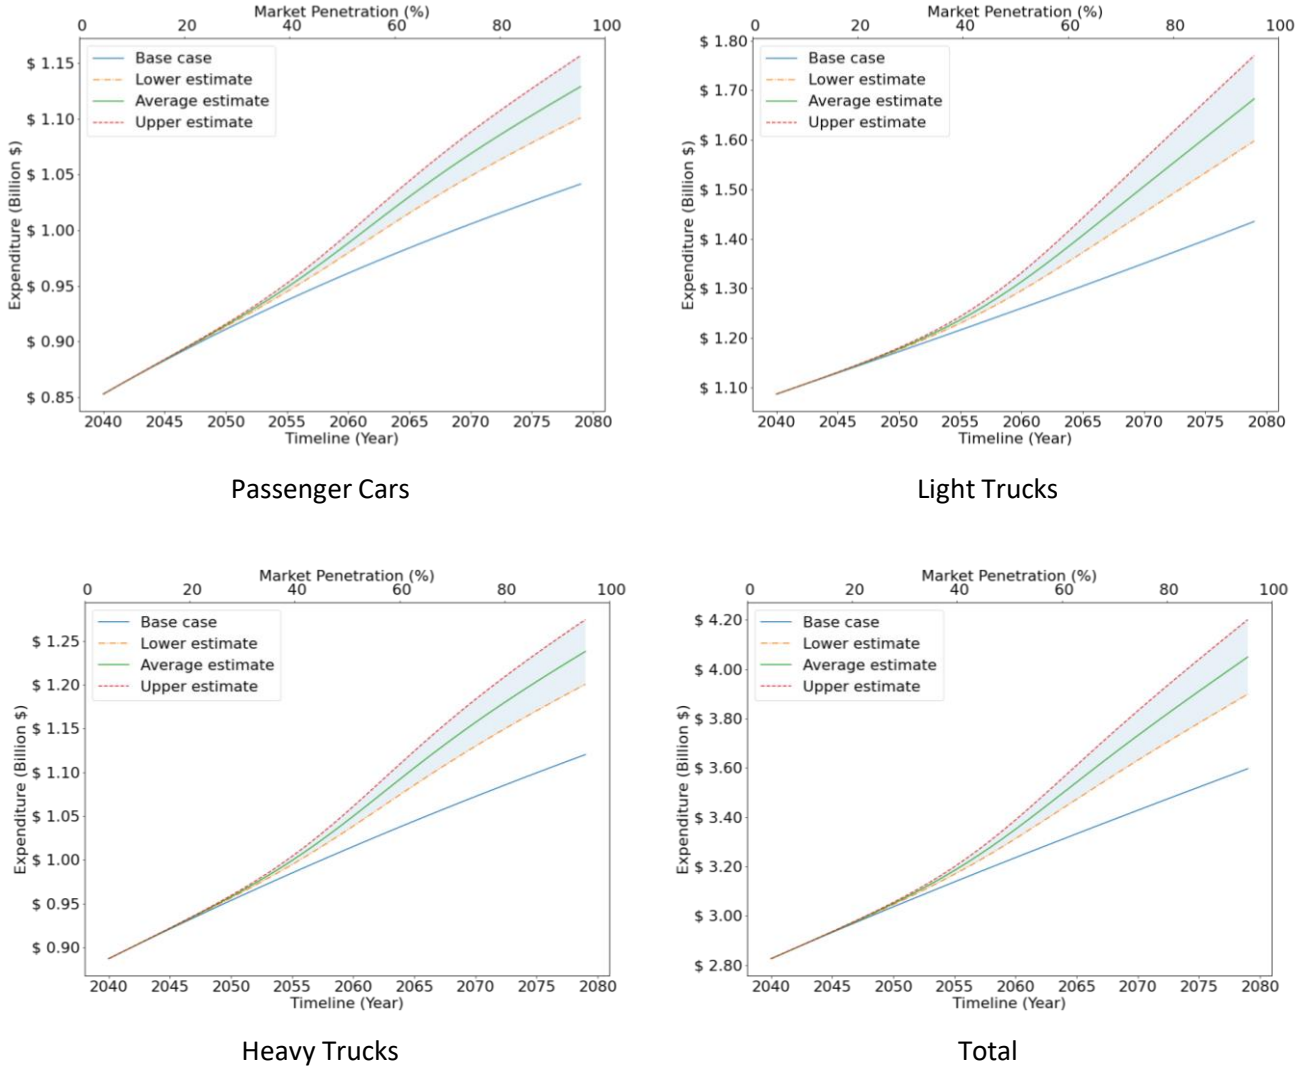 Market Penetration (%)
0 20 40 60 80 100
$ 1.15
$ 1.10
$ 1.05
$ 1.00
$ 0.95
$ 0.90
$ 0.85
Expenditure (Billion $)
Base case
Lower estimate
Average estimate
Upper estimate
2040 2045 2050 2055 2060 2065 2070 2075 2080
Timeline (Year)
Passenger Cars
Market Penetration (%)
0 20 40 60 80 100
$ 1.80
$ 1.70
$ 1.60
$ 1.50
$ 1.40
$ 1.30
$ 1.20
$ 1.10
Expenditure (Billion $)
Base case
Lower estimate
Average estimate
Upper estimate
2040 2045 2050 2055 2060 2065 2070 2075 2080
Timeline (Year)
Light Trucks
Market Penetration (%)
0 20 40 60 80 100
$ 1.25
$ 1.20
$ 1.15
$ 1.10
$ 1.05
$ 1.00
$ 0.95
$ 0.90
Expenditure (Billion $)
Base case
Lower estimate
Average estimate
Upper estimate
2040 2045 2050 2055 2060 2065 2070 2075 2080
Timeline (Year)
Heavy Trucks
Market Penetration (%)
0 20 40 60 80 100
$ 4.20
$ 4.00
$ 3.80
$ 3.60
$ 3.40
$ 3.20
$ 3.00
$ 2.80
Expenditure (Billion $)
Base case
Lower estimate
Average estimate
Upper estimate
2040 2045 2050 2055 2060 2065 2070 2075 2080
Timeline (Year)
Total